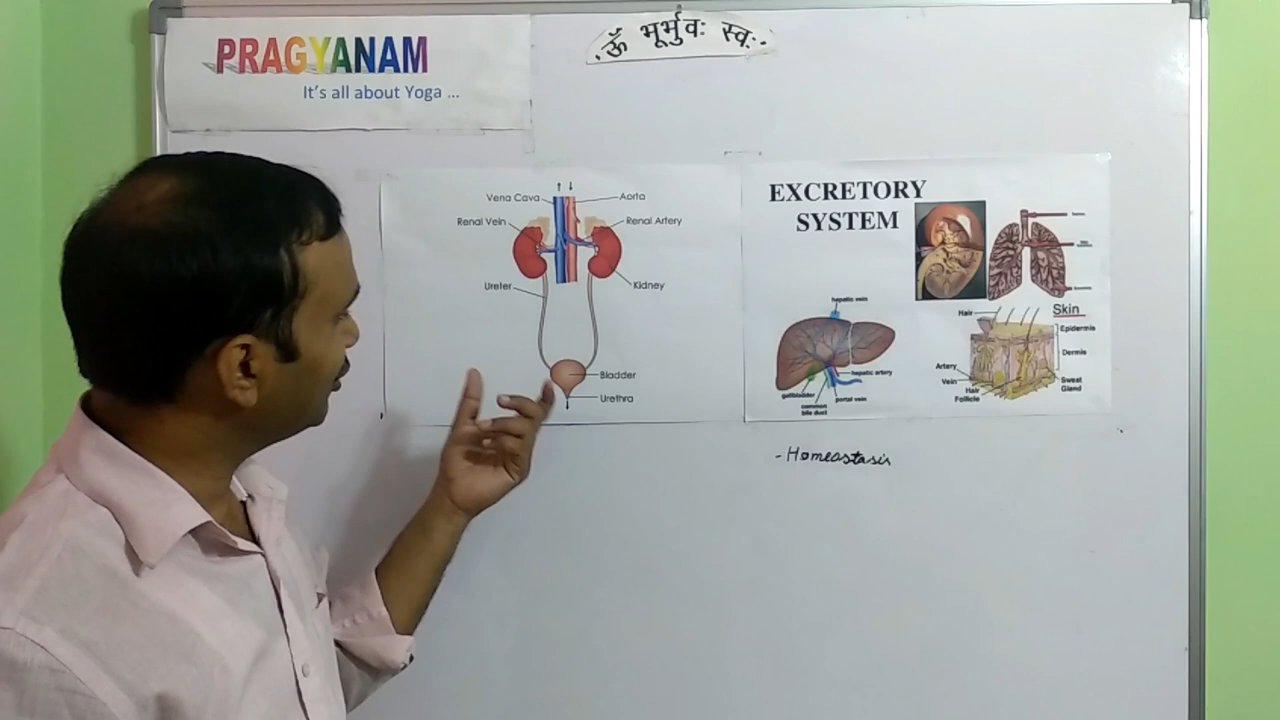 PRAGYANAM
It's all about Yoga ...
.ॐ भूर्भुवः स्वः.
Vena Cava
Aorta
Renal Vein
Renal Artery
Ureter
Kidney
Bladder
Urethra
EXCRETORY
SYSTEM
hepatic vein
hepatic artery
gallbladder
common
bile duct
portal vein
Hair
Skin
Epidermis
Dermis
Artery
Vein
Hair
Follicle
Sweat
Gland
- Homeastasis